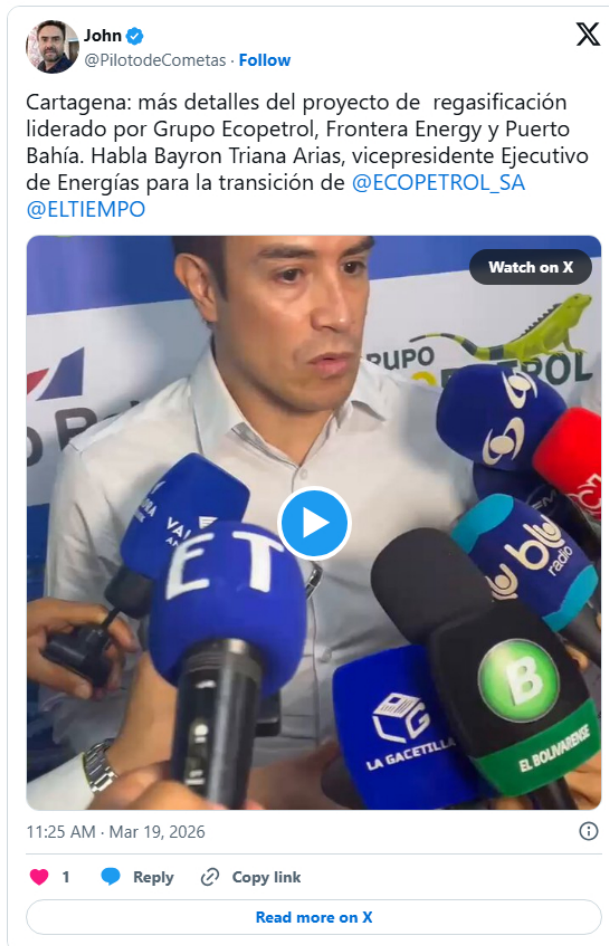 John
@PilotodeCometas · Follow
Cartagena: más detalles del proyecto de regasificación
liderado por Grupo Ecopetrol, Frontera Energy y Puerto
Bahía. Habla Bayron Triana Arias, vicepresidente Ejecutivo
de Energías para la transición de @ECOPETROL_SA
@ELTIEMPO
Watch on X
ET
blu
radio
FM
LA GACETILLA
B
EL BOLIVARENSE
11:25 AM · Mar 19, 2026
1 Reply Copy link
Read more on X